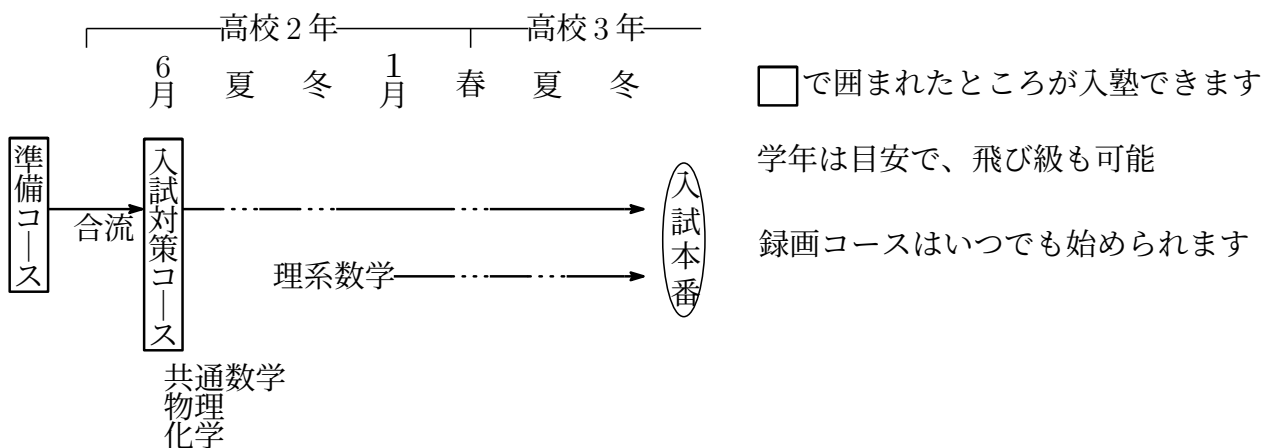 高校2年
高校3年
6月
夏
冬
1月
春
夏
冬
で囲まれたところが入塾できます
学年は目安で、飛び級も可能
録画コースはいつでも始められます
準備コース
合流
入試対策コース
理系数学
入試本番
共通数学
物理
化学